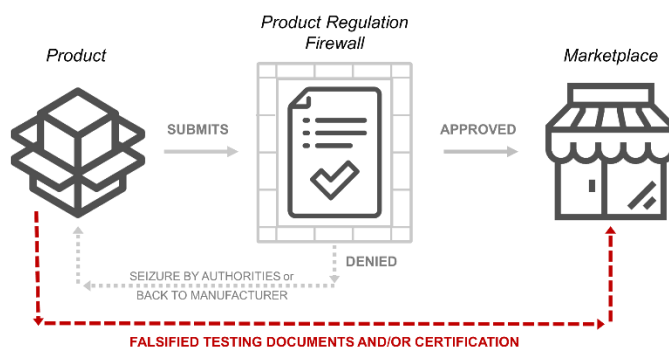 Product Regulation
Firewall
Product
Marketplace
SUBMITS
APPROVED
DENIED
SEIZURE BY AUTHORITIES or
BACK TO MANUFACTURER
FALSIFIED TESTING DOCUMENTS AND/OR CERTIFICATION